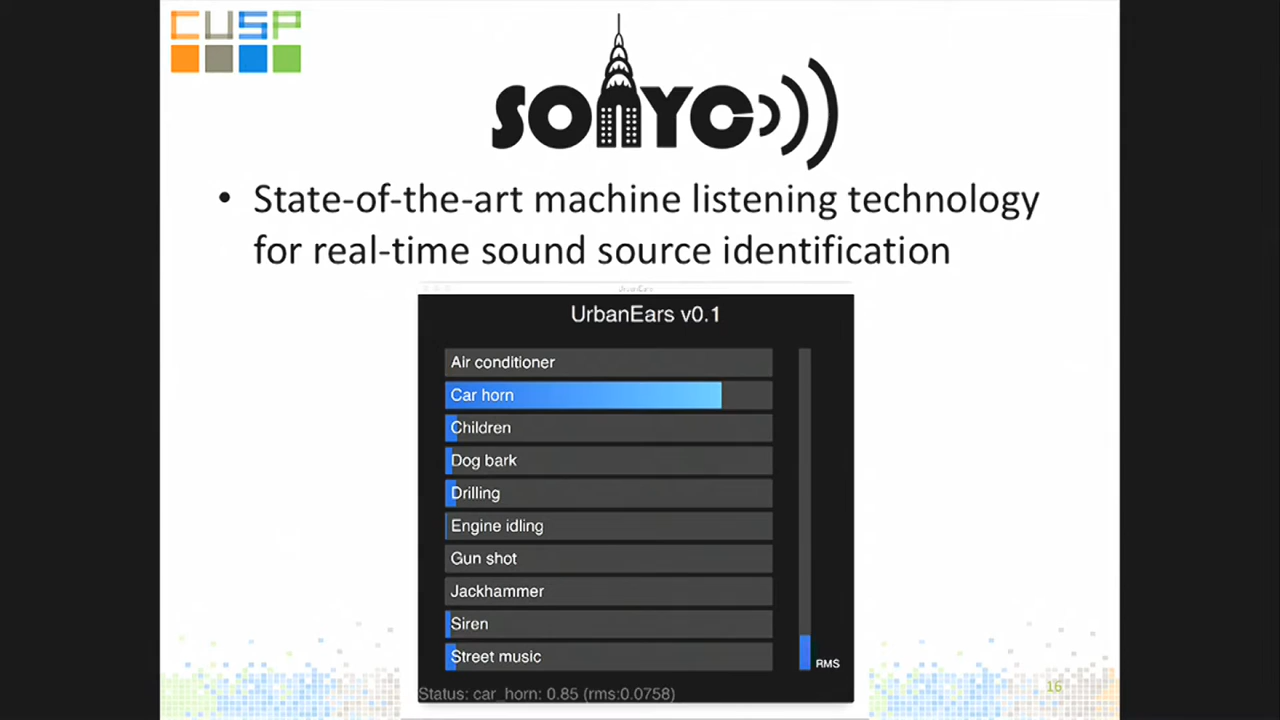 CUSP
SONYC
• State-of-the-art machine listening technology
for real-time sound source identification
UrbanEars v0.1
Air conditioner
Car horn
Children
Dog bark
Drilling
Engine idling
Gun shot
Jackhammer
Siren
Street music
RMS
Status: car_horn: 0.85 (rms:0.0758)
16